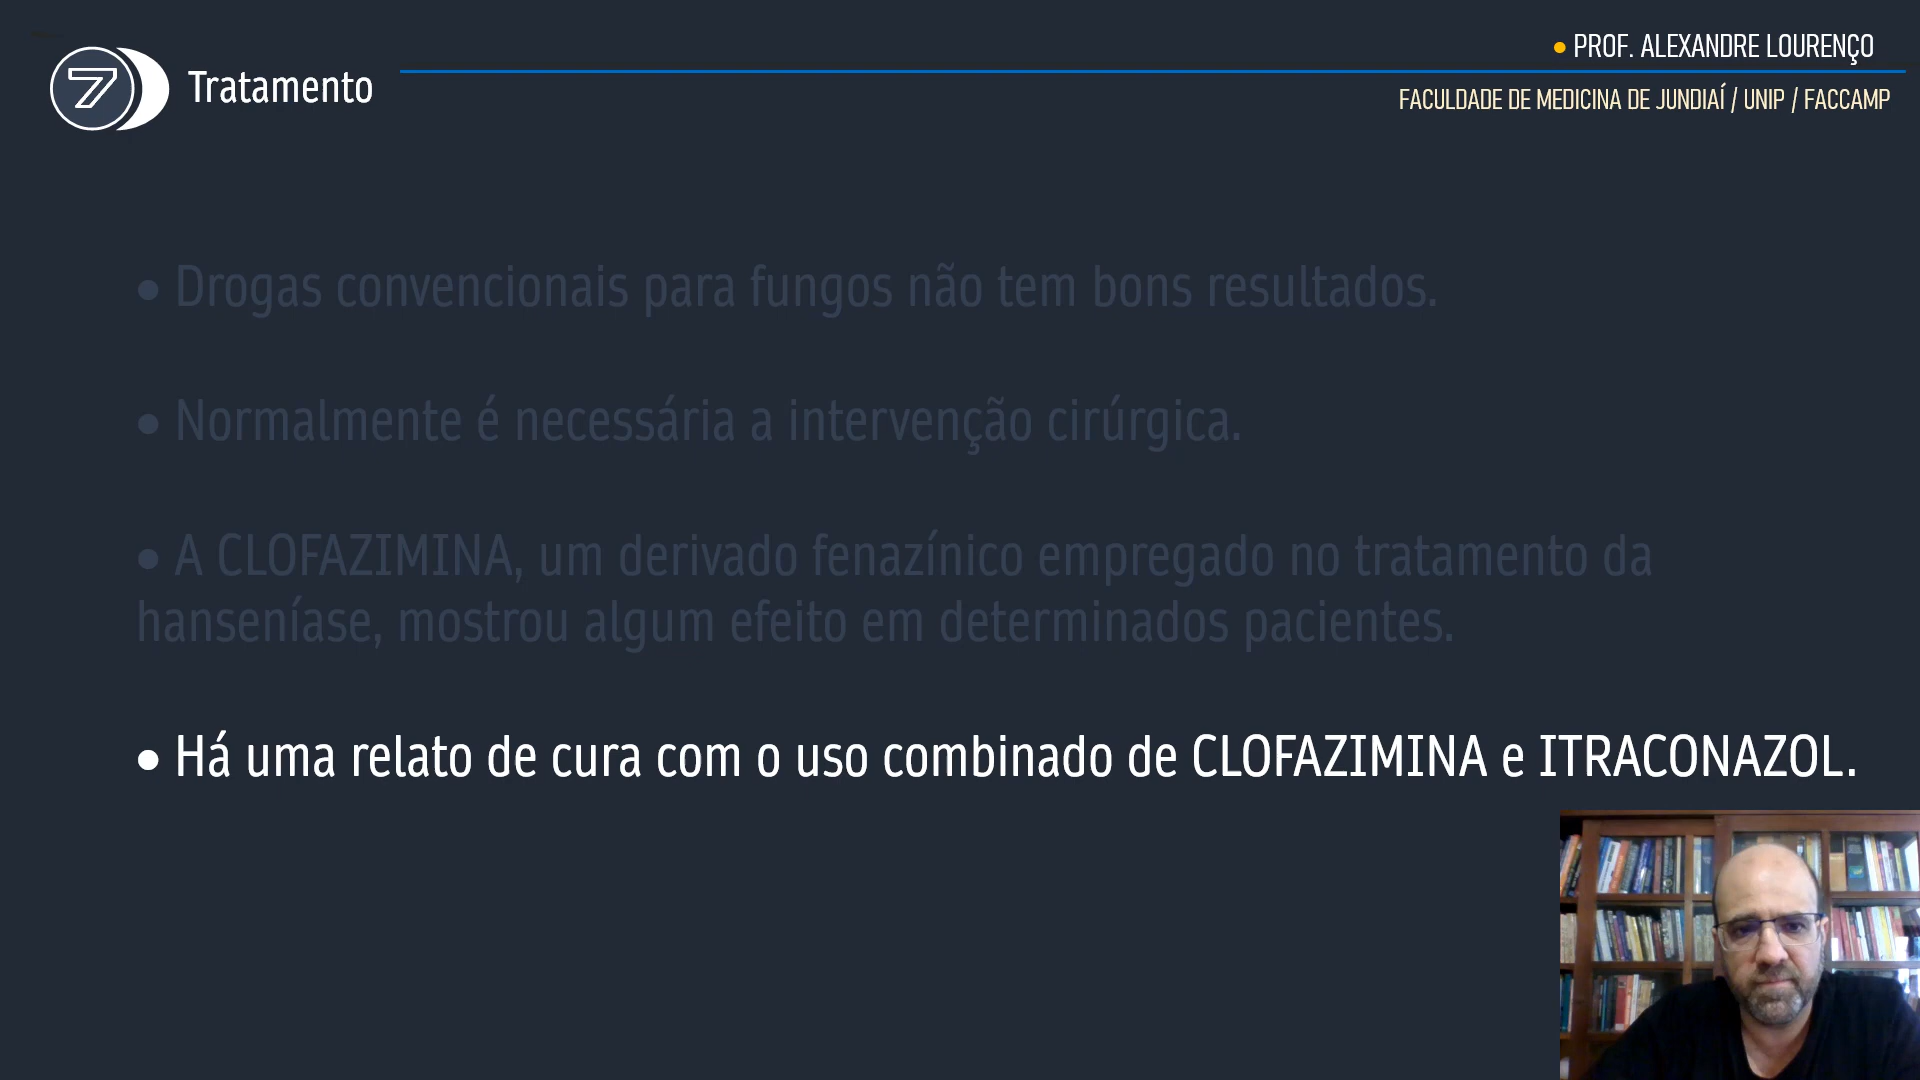 PROF. ALEXANDRE LOURENÇO
7 Tratamento
FACULDADE DE MEDICINA DE JUNDIAÍ / UNIP / FACCAMP
• Drogas convencionais para fungos não tem bons resultados.
• Normalmente é necessária a intervenção cirúrgica.
• A CLOFAZIMINA, um derivado fenazínico empregado no tratamento da
hanseníase, mostrou algum efeito em determinados pacientes.
• Há uma relato de cura com o uso combinado de CLOFAZIMINA e ITRACONAZOL.